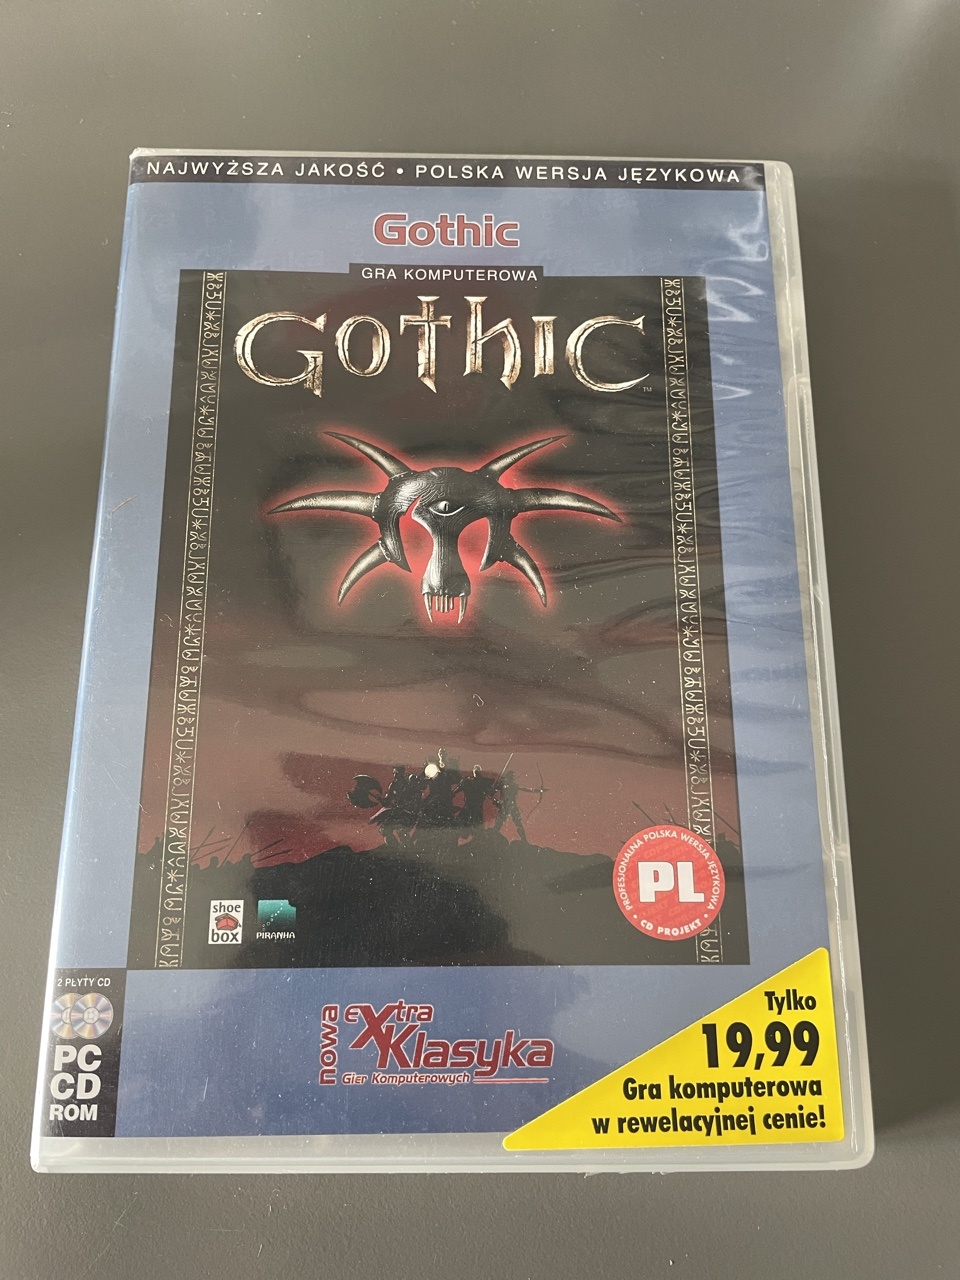 NAJWYŻSZA JAKOŚĆ • POLSKA WERSJA JĘZYKOWA
Gothic
GRA KOMPUTEROWA
GOTHIC™
PROFESJONALNA POLSKA WERSJA JĘZYKOWA
PL
• CD PROJEKT •
shoe
box
PIRANHA
2 PŁYTY CD
PC
CD
ROM
nowa
eXtra
Klasyka
Gier Komputerowych
Tylko
19,99
Gra komputerowa
w rewelacyjnej cenie!